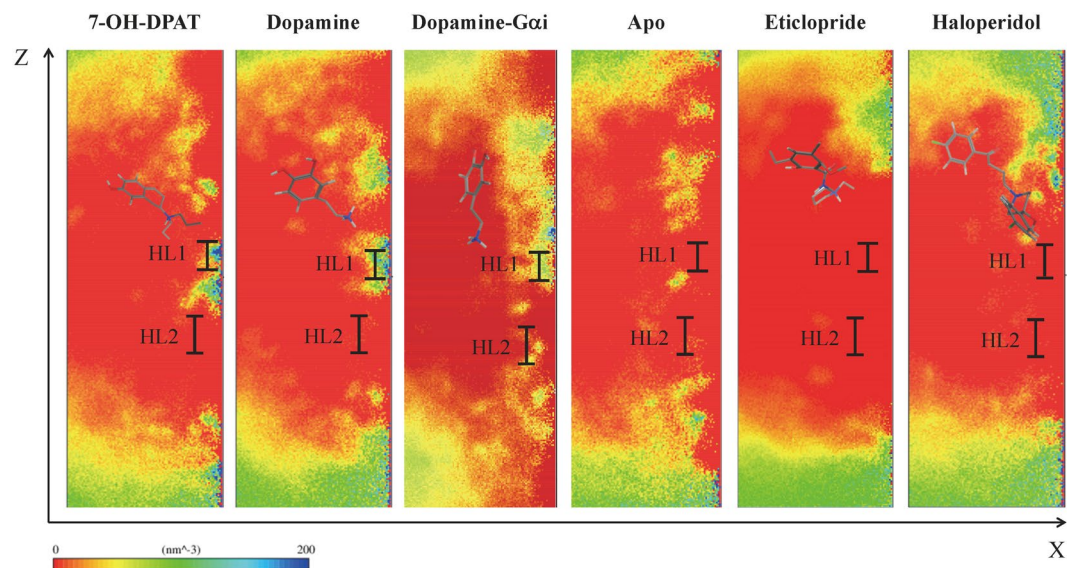 7-OH-DPAT Dopamine Dopamine-Gαi Apo Eticlopride Haloperidol
Z
HL1 HL1 HL1 HL1 HL1 HL1
HL2 HL2 HL2 HL2 HL2 HL2
X
0 (nm^-3) 200